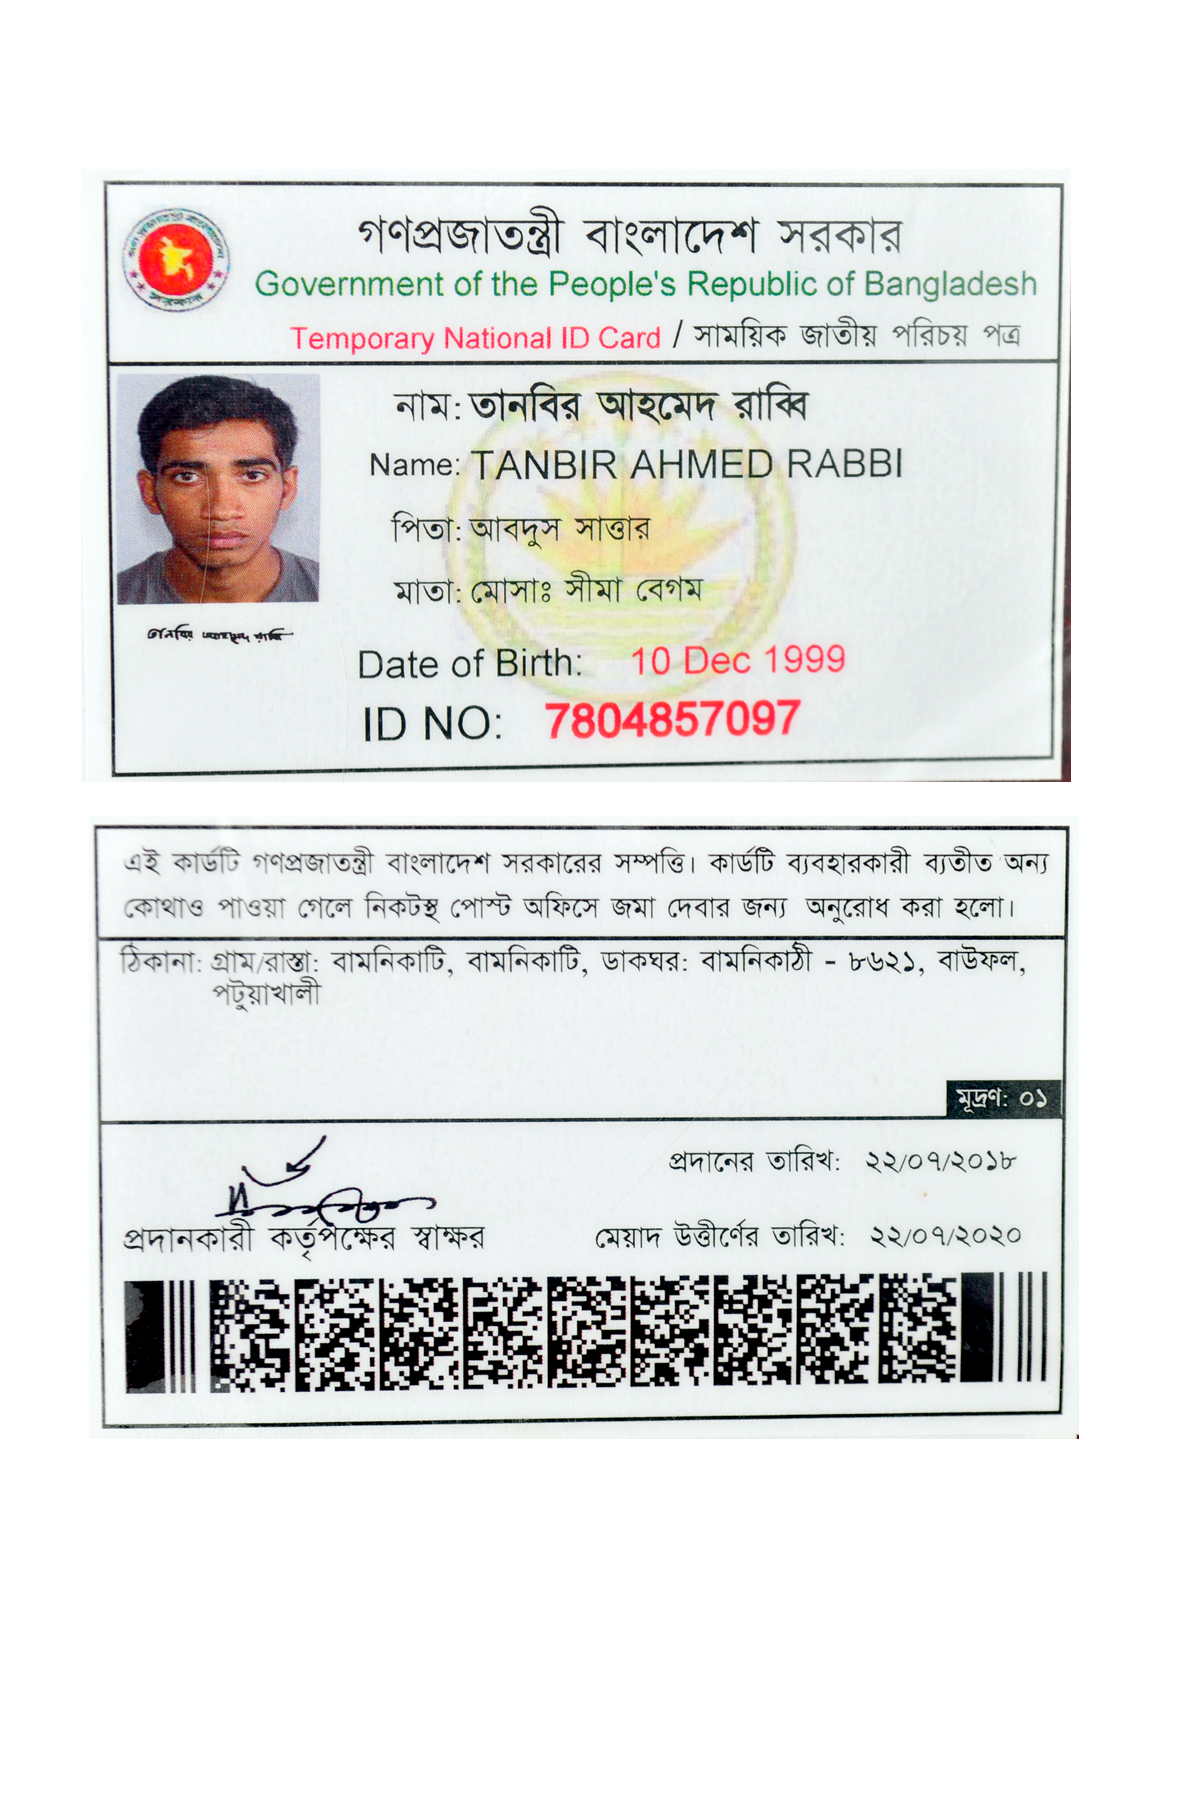 গণপ্রজাতন্ত্রী বাংলাদেশ সরকার
Government of the People's Republic of Bangladesh
Temporary National ID Card / সাময়িক জাতীয় পরিচয় পত্র
নাম: তানবির আহমেদ রাব্বি
Name: TANBIR AHMED RABBI
পিতা: আবদুস সাত্তার
মাতা: মোসাঃ সীমা বেগম
তানবির আহমেদ রাব্বি
Date of Birth: 10 Dec 1999
ID NO: 7804857097
এই কার্ডটি গণপ্রজাতন্ত্রী বাংলাদেশ সরকারের সম্পত্তি। কার্ডটি ব্যবহারকারী ব্যতীত অন্য
কোথাও পাওয়া গেলে নিকটস্থ পোস্ট অফিসে জমা দেবার জন্য অনুরোধ করা হলো।
ঠিকানা: গ্রাম/রাস্তা: বামনিকাটি, বামনিকাটি, ডাকঘর: বামনিকাঠী - ৮৬২১, বাউফল,
পটুয়াখালী
মুদ্রণ: ০১
প্রদানের তারিখ: ২২/০৭/২০১৮
প্রদানকারী কর্তৃপক্ষের স্বাক্ষর মেয়াদ উত্তীর্ণের তারিখ: ২২/০৭/২০২০